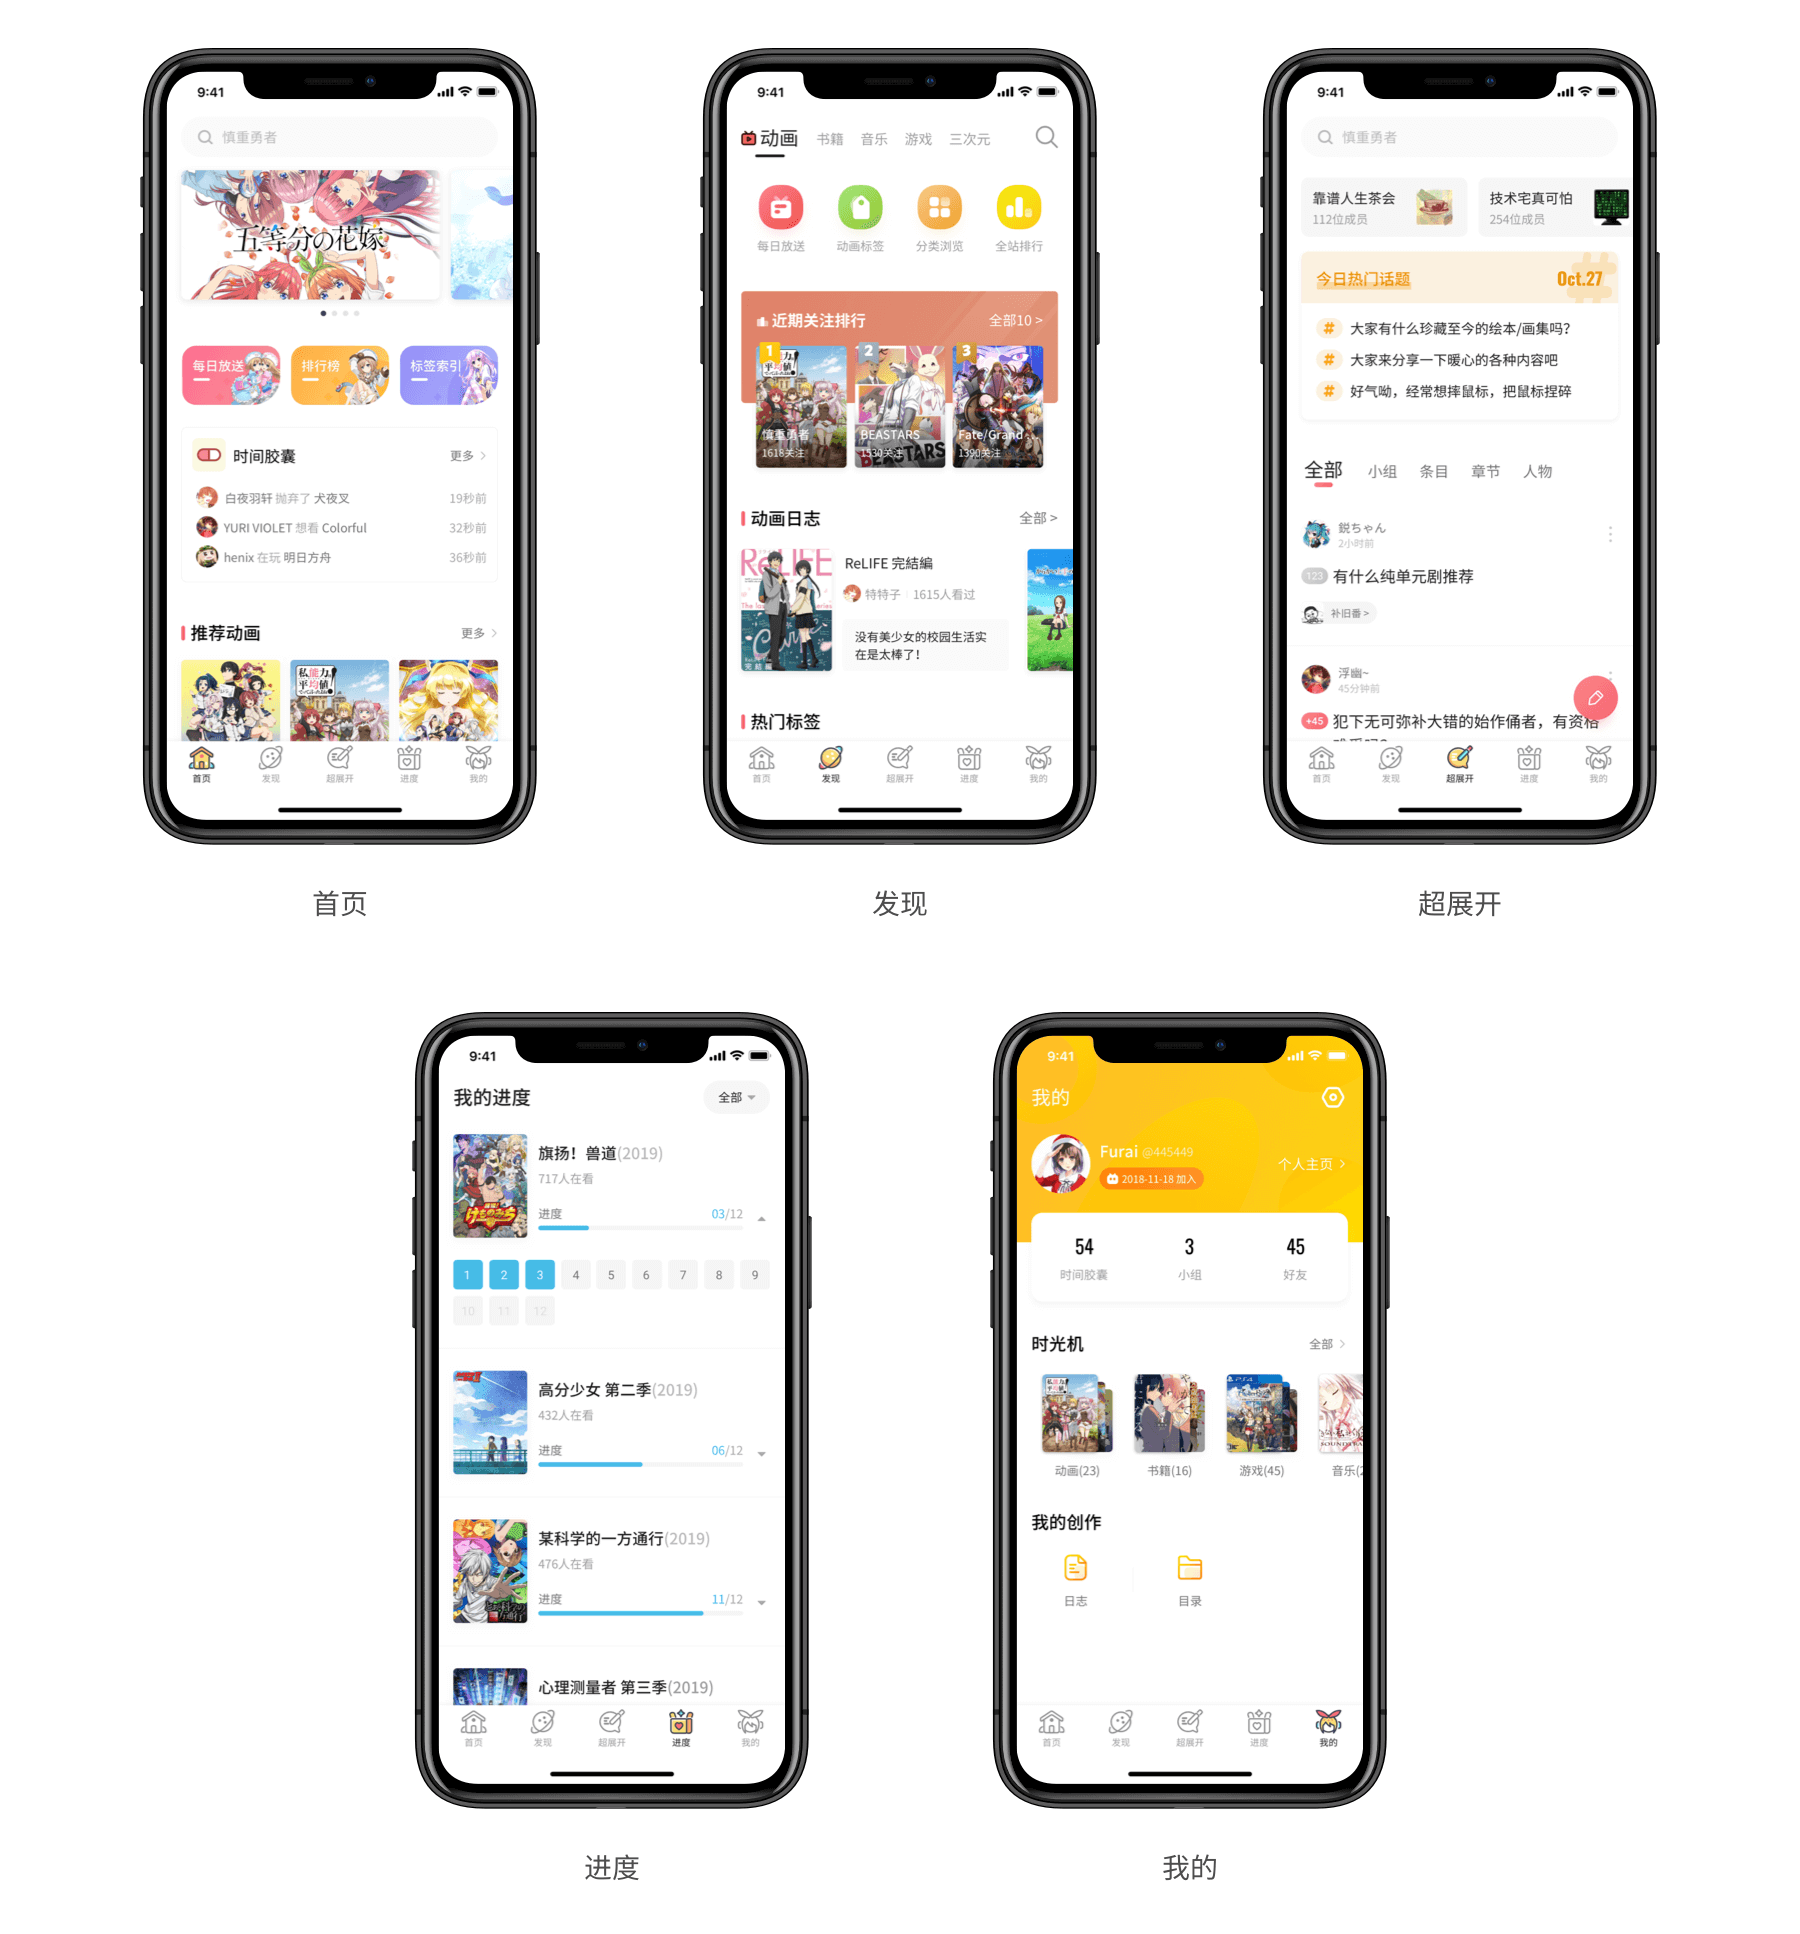 9:41
慎重勇者
五等分の花嫁
每日放送
排行榜
标签索引
时间胶囊
更多
白夜羽轩 抛弃了 犬夜叉
19秒前
YURI VIOLET 想看 Colorful
32秒前
henix 在玩 明日方舟
36秒前
推荐动画
更多
私能力
平均値
首页
发现
超展开
进度
我的
首页
9:41
动画
书籍
音乐
游戏
三次元
每日放送
动画标签
分类浏览
全站排行
近期关注排行
全部10 >
1
2
3
慎重勇者
1618关注
BEASTARS
1530关注
BEASTARS
Fate/Grand ...
1390关注
动画日志
全部 >
ReLIFE
完結編
ReLIFE 完結編
特特子
1615人看过
没有美少女的校园生活实
在是太棒了！
热门标签
首页
发现
超展开
进度
我的
发现
9:41
慎重勇者
靠谱人生茶会
112位成员
技术宅真可怕
254位成员
今日热门话题
Oct.27
# 大家有什么珍藏至今的绘本/画集吗?
# 大家来分享一下暖心的各种内容吧
# 好气呦，经常想摔鼠标，把鼠标捏碎
全部
小组
条目
章节
人物
鋭ちゃん
2小时前
123 有什么纯单元剧推荐
补旧番 >
浮幽~
45分钟前
+45 犯下无可弥补大错的始作俑者，有资格
首页
发现
超展开
进度
我的
超展开
9:41
我的进度
全部
旗扬！兽道(2019)
717人在看
进度
03/12
けものみち
1
2
3
4
5
6
7
8
9
10
11
12
高分少女 第二季(2019)
432人在看
进度
06/12
某科学的一方通行(2019)
476人在看
进度
11/12
心理测量者 第三季(2019)
首页
发现
超展开
进度
我的
进度
9:41
我的
Furai @445449
2018-11-18 加入
个人主页
54
时间胶囊
3
小组
45
好友
时光机
全部
PS4
动画(23)
书籍(16)
游戏(45)
音乐(2
我的创作
日志
目录
首页
发现
超展开
进度
我的
我的